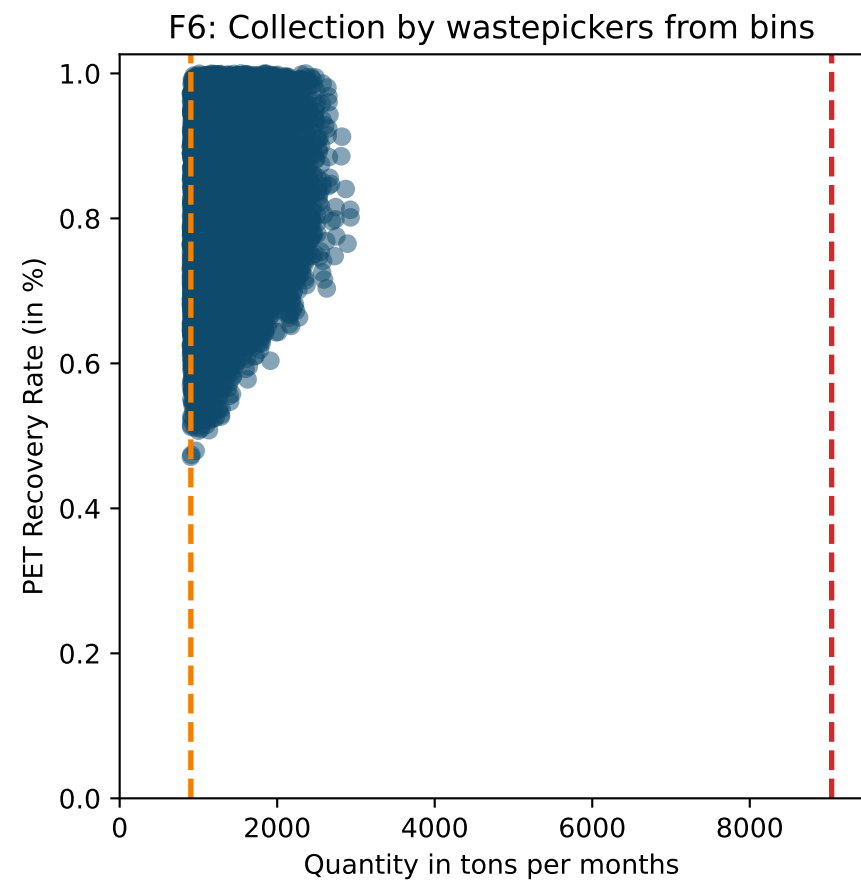 F6: Collection by wastepickers from bins
1.0
0.8
0.6
0.4
0.2
0.0
PET Recovery Rate (in %)
0 2000 4000 6000 8000
Quantity in tons per months